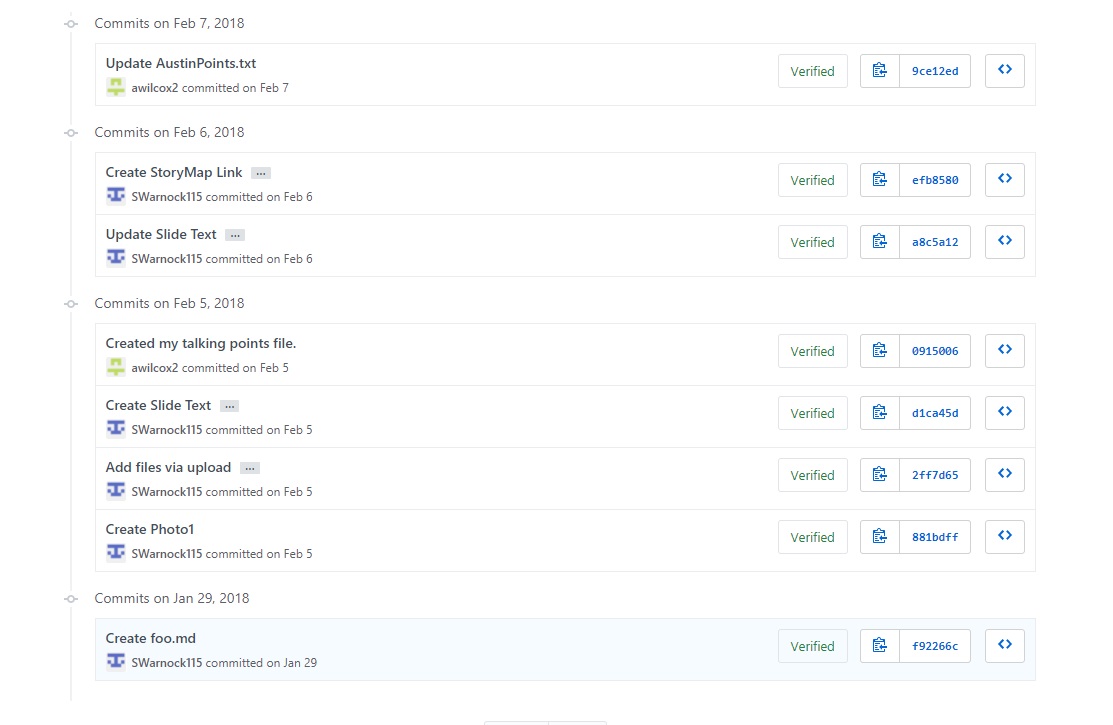 Commits on Feb 7, 2018
Update AustinPoints.txt
Verified
9ce12ed
awilcox2 committed on Feb 7
Commits on Feb 6, 2018
Create StoryMap Link ...
Verified
efb8580
SWarnock115 committed on Feb 6
Update Slide Text ...
Verified
a8c5a12
SWarnock115 committed on Feb 6
Commits on Feb 5, 2018
Created my talking points file.
Verified
0915006
awilcox2 committed on Feb 5
Create Slide Text ...
Verified
d1ca45d
SWarnock115 committed on Feb 5
Add files via upload ...
Verified
2ff7d65
SWarnock115 committed on Feb 5
Create Photo1
Verified
881bdff
SWarnock115 committed on Feb 5
Commits on Jan 29, 2018
Create foo.md
Verified
f92266c
SWarnock115 committed on Jan 29